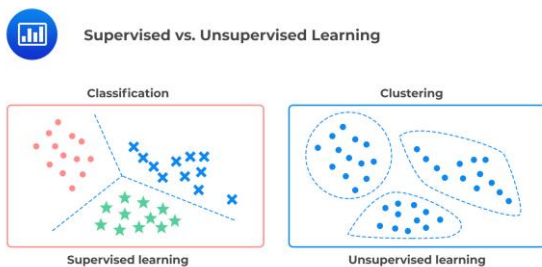 Supervised vs. Unsupervised Learning
Classification
Clustering
Supervised learning
Unsupervised learning